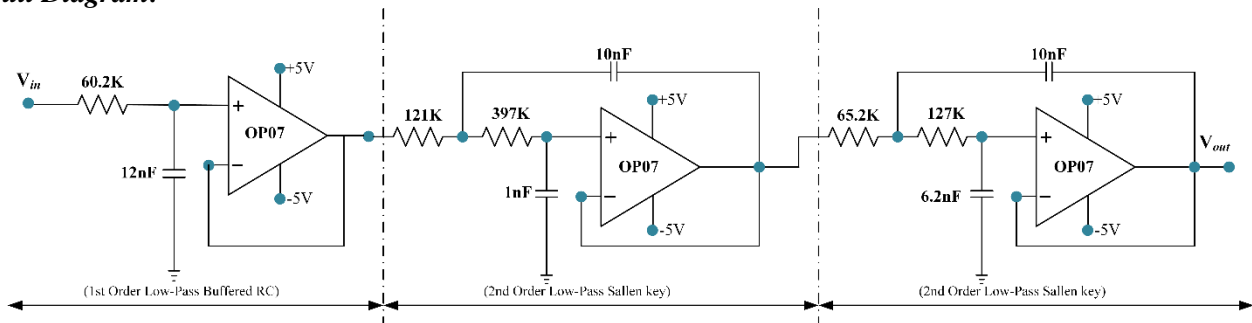 Diagram:
V_in
60.2K
12nF
+
−
OP07
+5V
-5V
121K
397K
10nF
1nF
+
−
OP07
+5V
-5V
65.2K
127K
10nF
6.2nF
+
−
OP07
+5V
-5V
V_out
(1st Order Low-Pass Buffered RC)
(2nd Order Low-Pass Sallen key)
(2nd Order Low-Pass Sallen key)